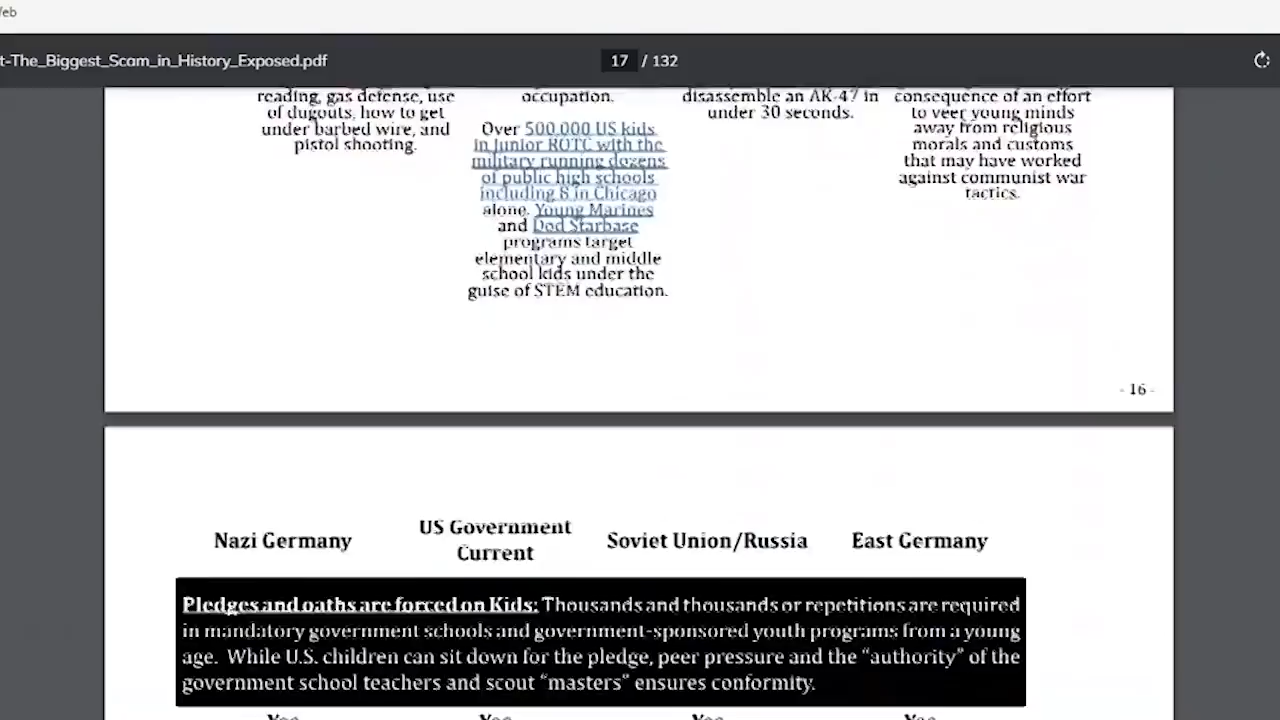 feb
t-The_Biggest_Scam_in_History_Exposed.pdf
17 / 132
reading, gas defense, use
of dugouts, how to get
under barbed wire, and
pistol shooting.
occupation.
Over 500,000 US kids
in Junior ROTC with the
military running dozens
of public high schools
including 8 in Chicago
alone. Young Marines
and Dod Starbase
programs target
elementary and middle
school kids under the
guise of STEM education.
disassemble an AK-47 in
under 30 seconds.
consequence of an effort
to veer young minds
away from religious
morals and customs
that may have worked
against communist war
tactics.
- 16 -
Nazi Germany
US Government
Current
Soviet Union/Russia
East Germany
Pledges and oaths are forced on Kids: Thousands and thousands or repetitions are required
in mandatory government schools and government-sponsored youth programs from a young
age. While U.S. children can sit down for the pledge, peer pressure and the “authority” of the
government school teachers and scout “masters” ensures conformity.
Yes
Yes
Yes
Yes